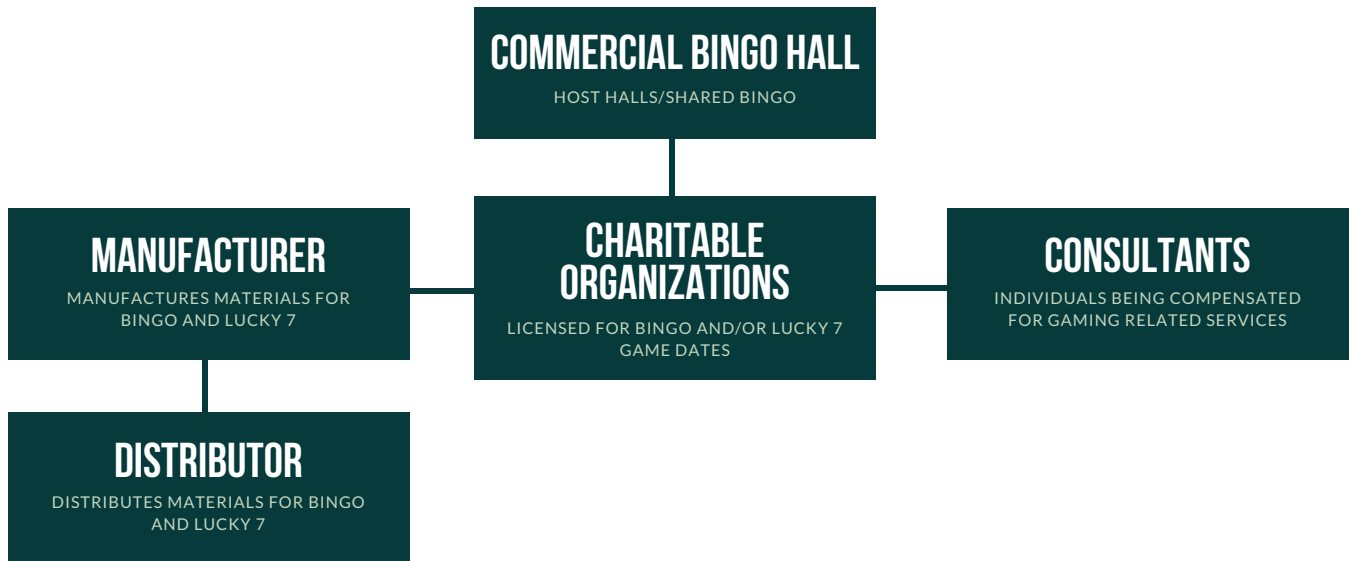 COMMERCIAL BINGO HALL
HOST HALLS/SHARED BINGO
MANUFACTURER
MANUFACTURES MATERIALS FOR
BINGO AND LUCKY 7
CHARITABLE
ORGANIZATIONS
LICENSED FOR BINGO AND/OR LUCKY 7
GAME DATES
CONSULTANTS
INDIVIDUALS BEING COMPENSATED
FOR GAMING RELATED SERVICES
DISTRIBUTOR
DISTRIBUTES MATERIALS FOR BINGO
AND LUCKY 7